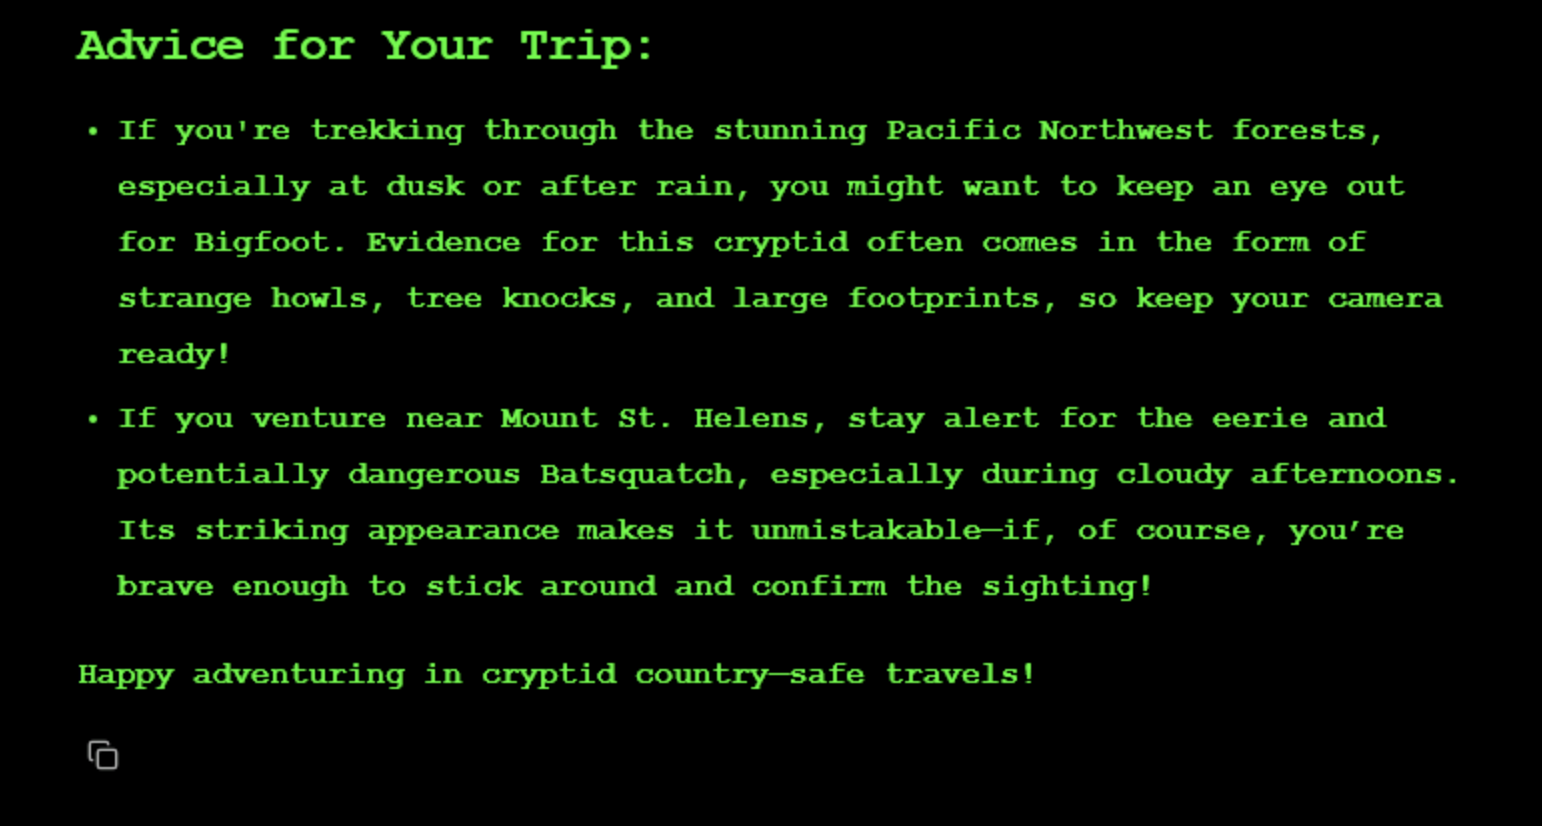 Advice for Your Trip:
• If you're trekking through the stunning Pacific Northwest forests,
especially at dusk or after rain, you might want to keep an eye out
for Bigfoot. Evidence for this cryptid often comes in the form of
strange howls, tree knocks, and large footprints, so keep your camera
ready!
• If you venture near Mount St. Helens, stay alert for the eerie and
potentially dangerous Batsquatch, especially during cloudy afternoons.
Its striking appearance makes it unmistakable—if, of course, you’re
brave enough to stick around and confirm the sighting!
Happy adventuring in cryptid country—safe travels!